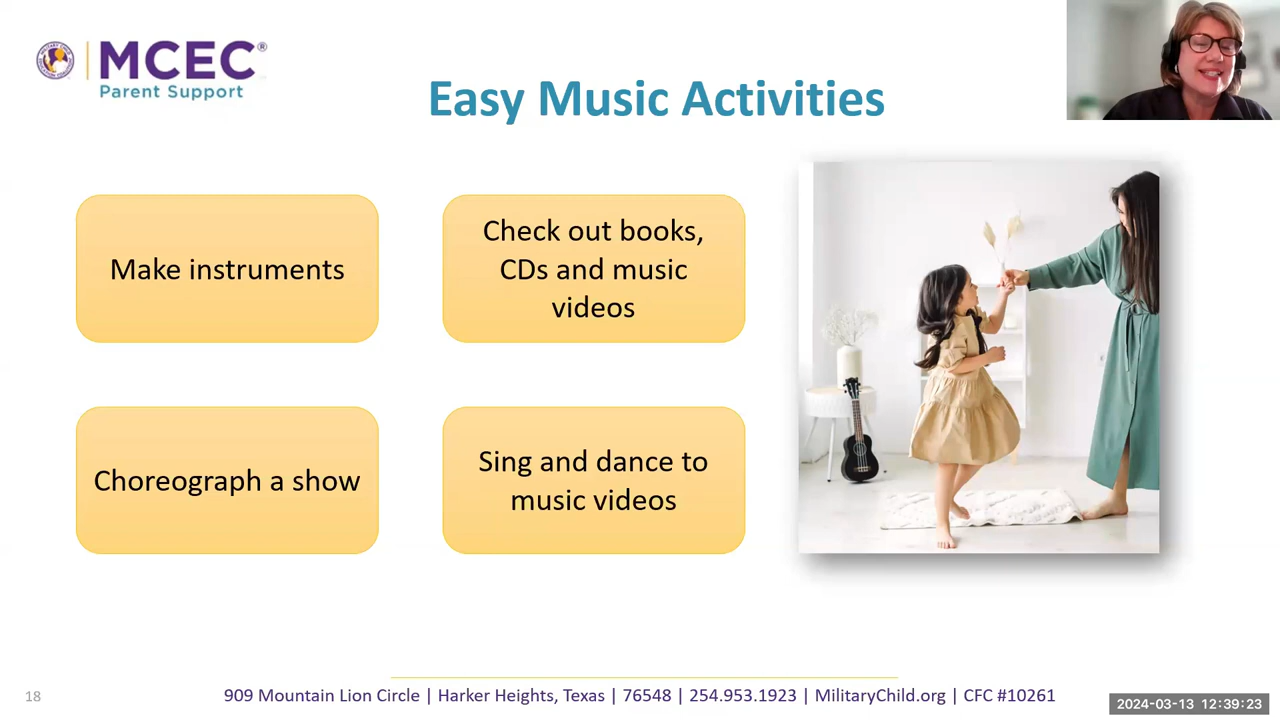 MCEC®
Parent Support
Easy Music Activities
Make instruments
Check out books,
CDs and music
videos
Choreograph a show
Sing and dance to
music videos
18
909 Mountain Lion Circle | Harker Heights, Texas | 76548 | 254.953.1923 | MilitaryChild.org | CFC #10261
2024-03-13 12:39:23